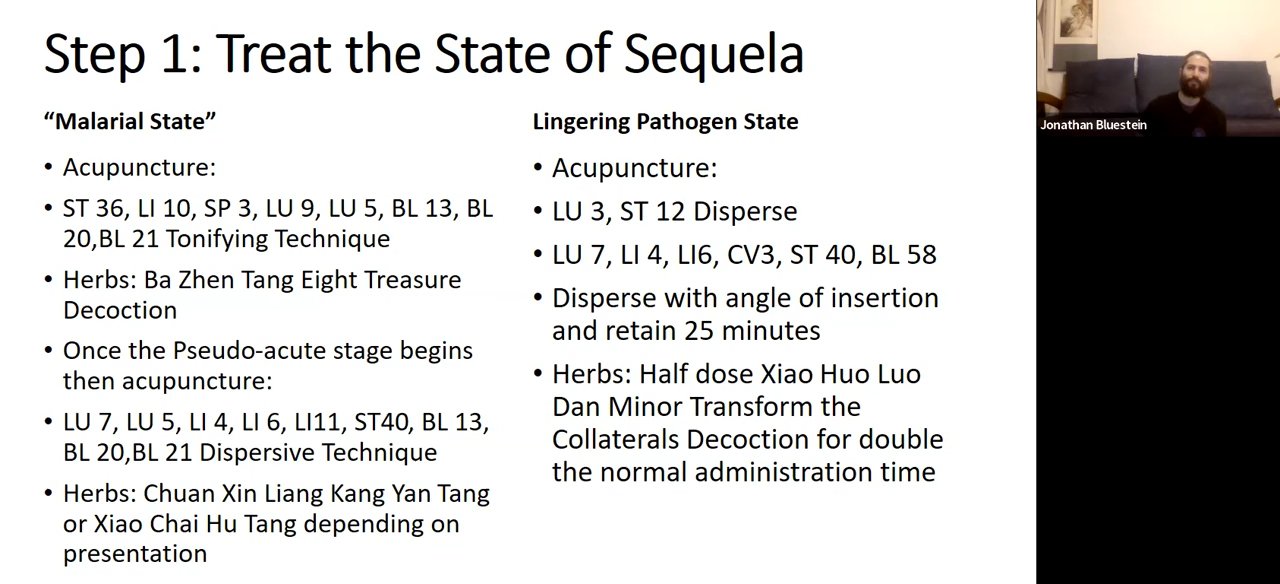 Step 1: Treat the State of Sequela
“Malarial State”
• Acupuncture:
• ST 36, LI 10, SP 3, LU 9, LU 5, BL 13, BL
20,BL 21 Tonifying Technique
• Herbs: Ba Zhen Tang Eight Treasure
Decoction
• Once the Pseudo-acute stage begins
then acupuncture:
• LU 7, LU 5, LI 4, LI 6, LI11, ST40, BL 13,
BL 20,BL 21 Dispersive Technique
• Herbs: Chuan Xin Liang Kang Yan Tang
or Xiao Chai Hu Tang depending on
presentation
Lingering Pathogen State
• Acupuncture:
• LU 3, ST 12 Disperse
• LU 7, LI 4, LI6, CV3, ST 40, BL 58
• Disperse with angle of insertion
and retain 25 minutes
• Herbs: Half dose Xiao Huo Luo
Dan Minor Transform the
Collaterals Decoction for double
the normal administration time
Jonathan Bluestein